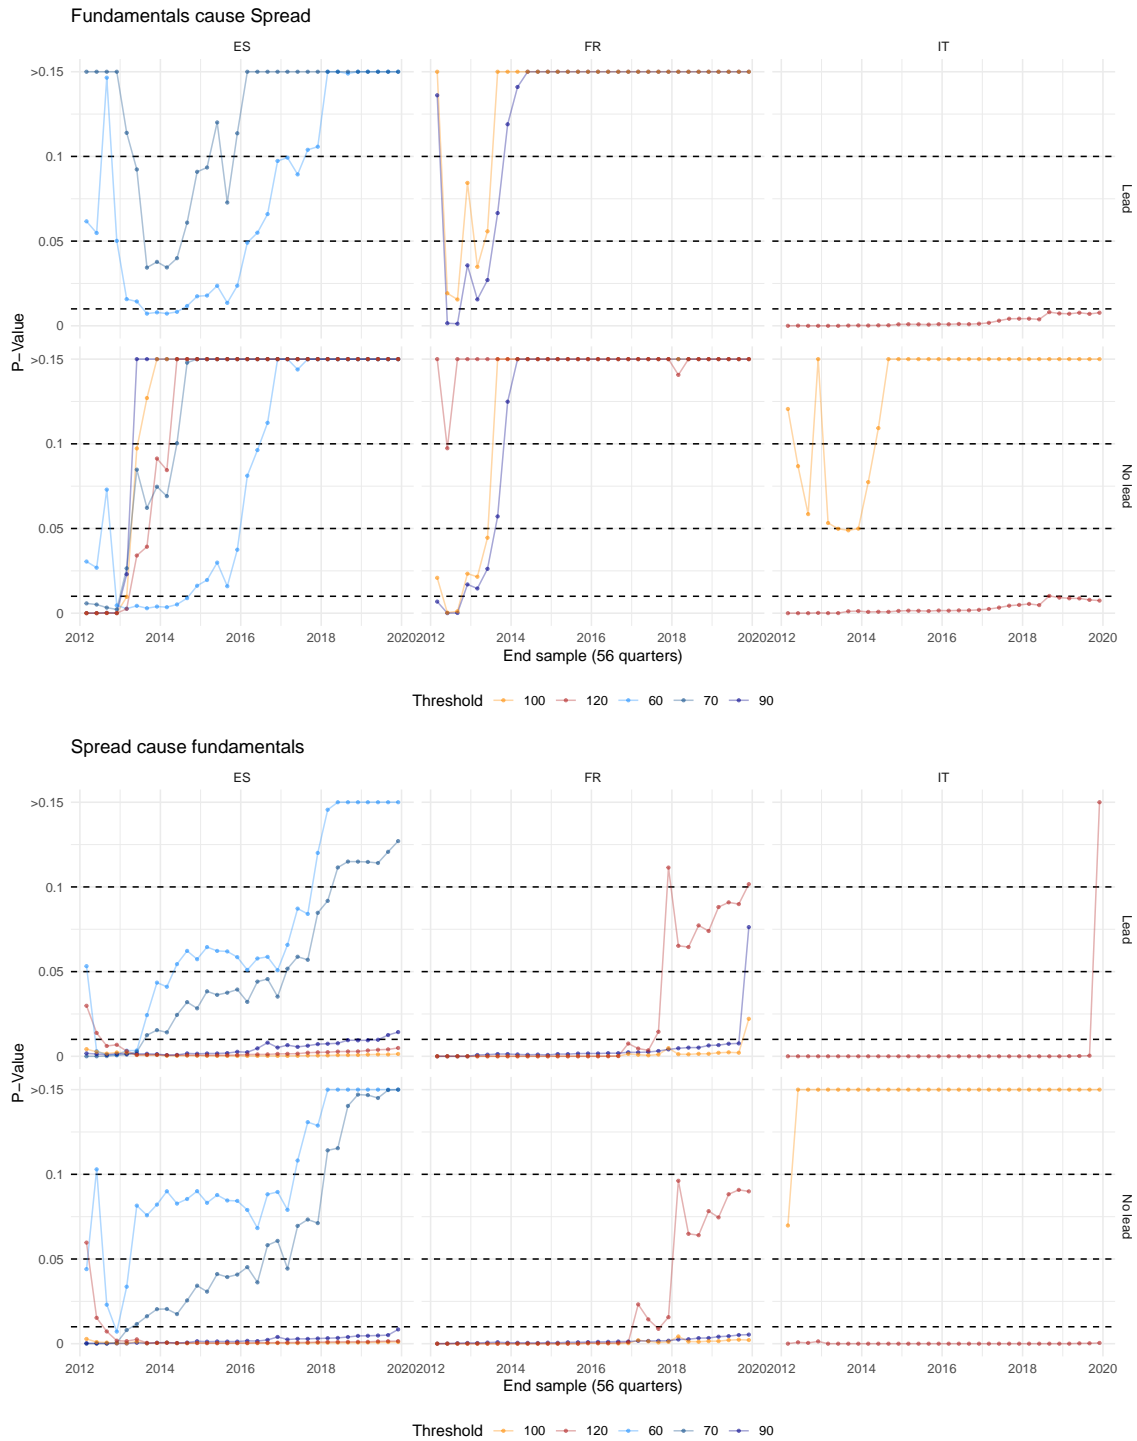 Fundamentals cause Spread
ES FR IT
>0.15
0.1
0.05
0
Lead
P−Value
>0.15
0.1
0.05
0
No lead
2012 2014 2016 2018 2020 2012 2014 2016 2018 2020 2012 2014 2016 2018 2020
End sample (56 quarters)
Threshold 100 120 60 70 90
Spread cause fundamentals
ES FR IT
>0.15
0.1
0.05
0
Lead
P−Value
>0.15
0.1
0.05
0
No lead
2012 2014 2016 2018 2020 2012 2014 2016 2018 2020 2012 2014 2016 2018 2020
End sample (56 quarters)
Threshold 100 120 60 70 90